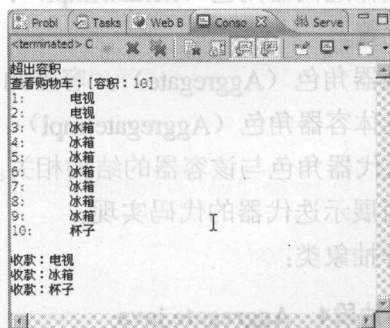 Probl Tasks Web B Conso Serve
<terminated> C
超出容积
查看购物车：[容积：10]
1: 电视
2: 电视
3: 冰箱
4: 冰箱
5: 冰箱
6: 冰箱
7: 冰箱
8: 冰箱
9: 冰箱
10: 杯子
收款：电视
收款：冰箱
收款：杯子